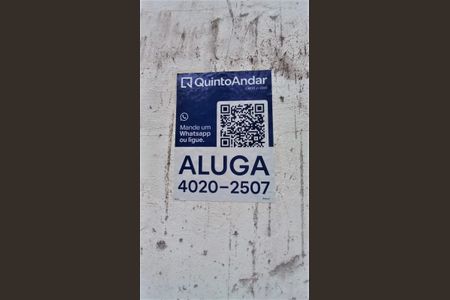 QuintoAndar
Mande um
Whatsapp
ou ligue.
ALUGA
4020-2507